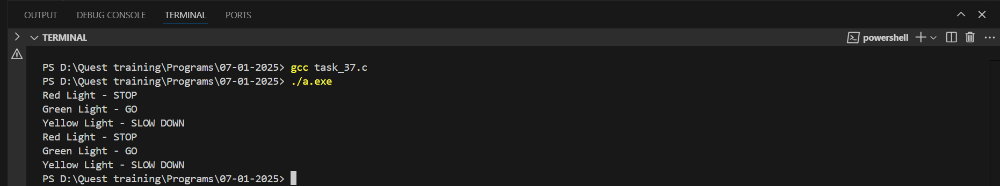 OUTPUT DEBUG CONSOLE TERMINAL PORTS
TERMINAL
powershell
PS D:\Quest training\Programs\07-01-2025> gcc task_37.c
PS D:\Quest training\Programs\07-01-2025> ./a.exe
Red Light - STOP
Green Light - GO
Yellow Light - SLOW DOWN
Red Light - STOP
Green Light - GO
Yellow Light - SLOW DOWN
PS D:\Quest training\Programs\07-01-2025>